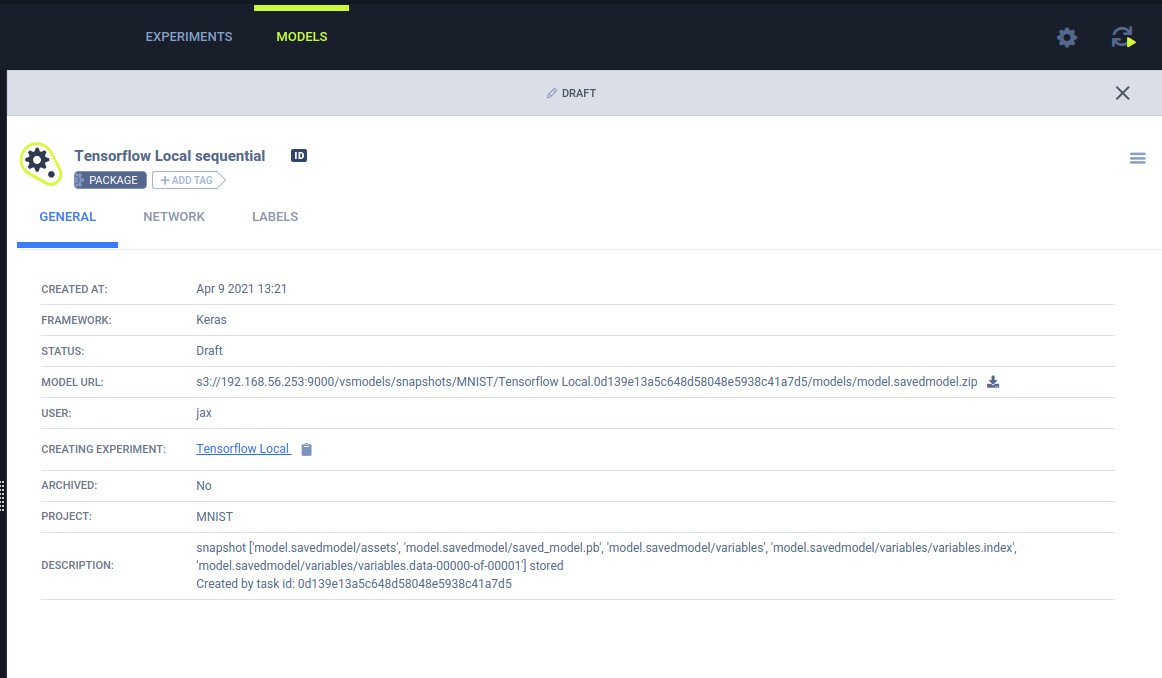 EXPERIMENTS MODELS
DRAFT
Tensorflow Local sequential ID
PACKAGE + ADD TAG
GENERAL NETWORK LABELS
CREATED AT: Apr 9 2021 13:21
FRAMEWORK: Keras
STATUS: Draft
MODEL URL: s3://192.168.56.253:9000/vsmodels/snapshots/MNIST/Tensorflow Local.0d139e13a5c648d58048e5938c41a7d5/models/model.savedmodel.zip
USER: jax
CREATING EXPERIMENT: Tensorflow Local
ARCHIVED: No
PROJECT: MNIST
DESCRIPTION: snapshot ['model.savedmodel/assets', 'model.savedmodel/saved_model.pb', 'model.savedmodel/variables', 'model.savedmodel/variables/variables.index',
'model.savedmodel/variables/variables.data-00000-of-00001'] stored
Created by task id: 0d139e13a5c648d58048e5938c41a7d5